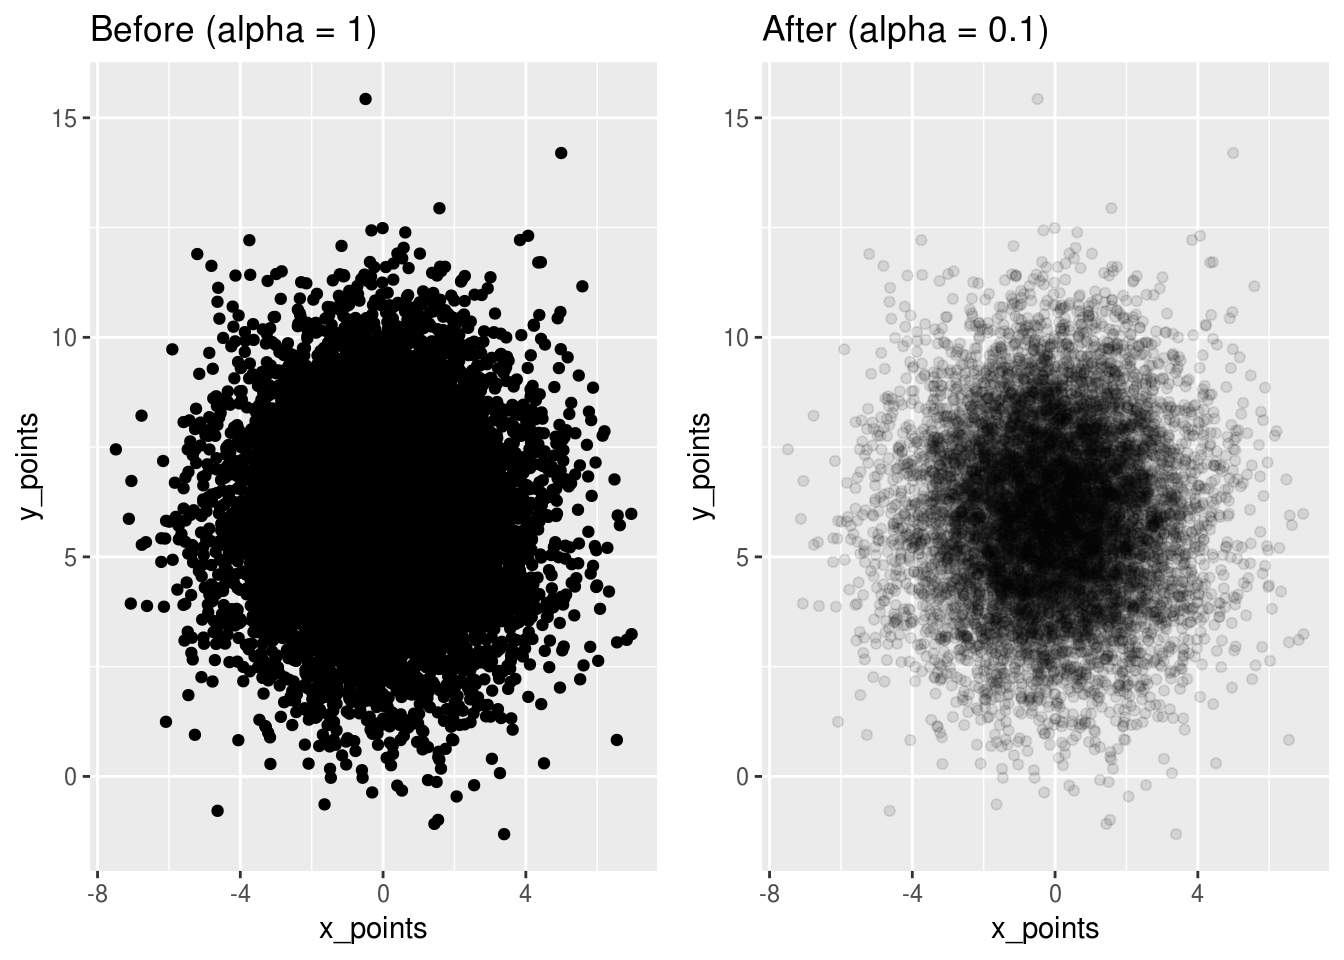 Before (alpha = 1)
15
10
5
0
y_points
-8
-4
0
4
x_points
After (alpha = 0.1)
15
10
5
0
y_points
-8
-4
0
4
x_points